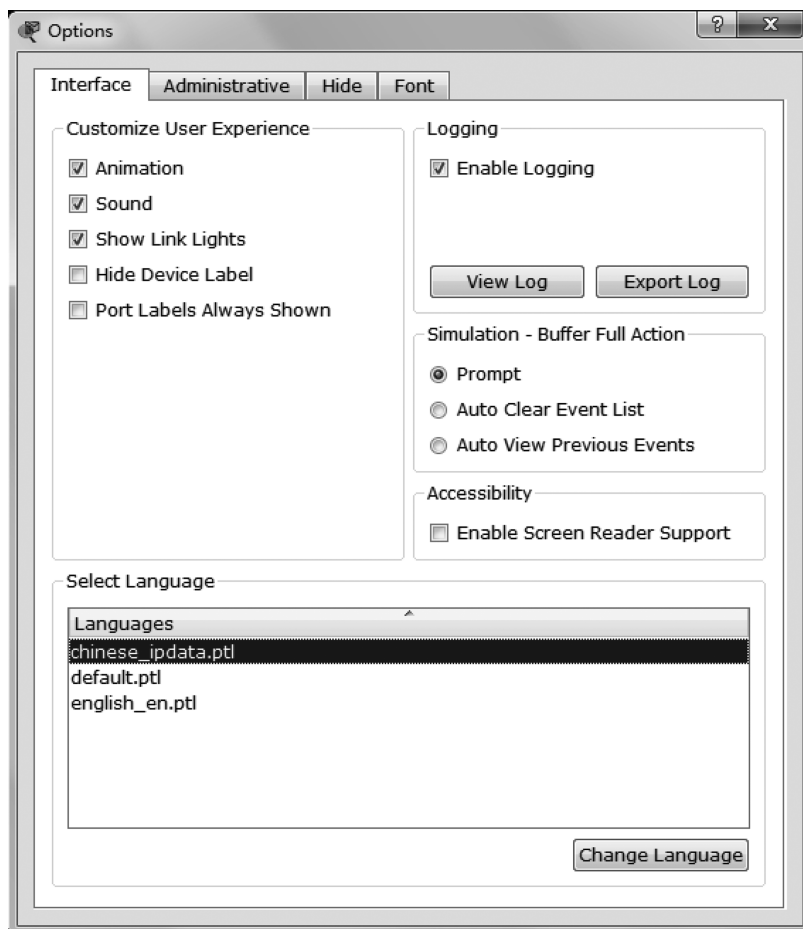 Options
Interface Administrative Hide Font
Customize User Experience
Animation
Sound
Show Link Lights
Hide Device Label
Port Labels Always Shown
Logging
Enable Logging
View Log Export Log
Simulation - Buffer Full Action
Prompt
Auto Clear Event List
Auto View Previous Events
Accessibility
Enable Screen Reader Support
Select Language
Languages
chinese_ipdata.ptl
default.ptl
english_en.ptl
Change Language